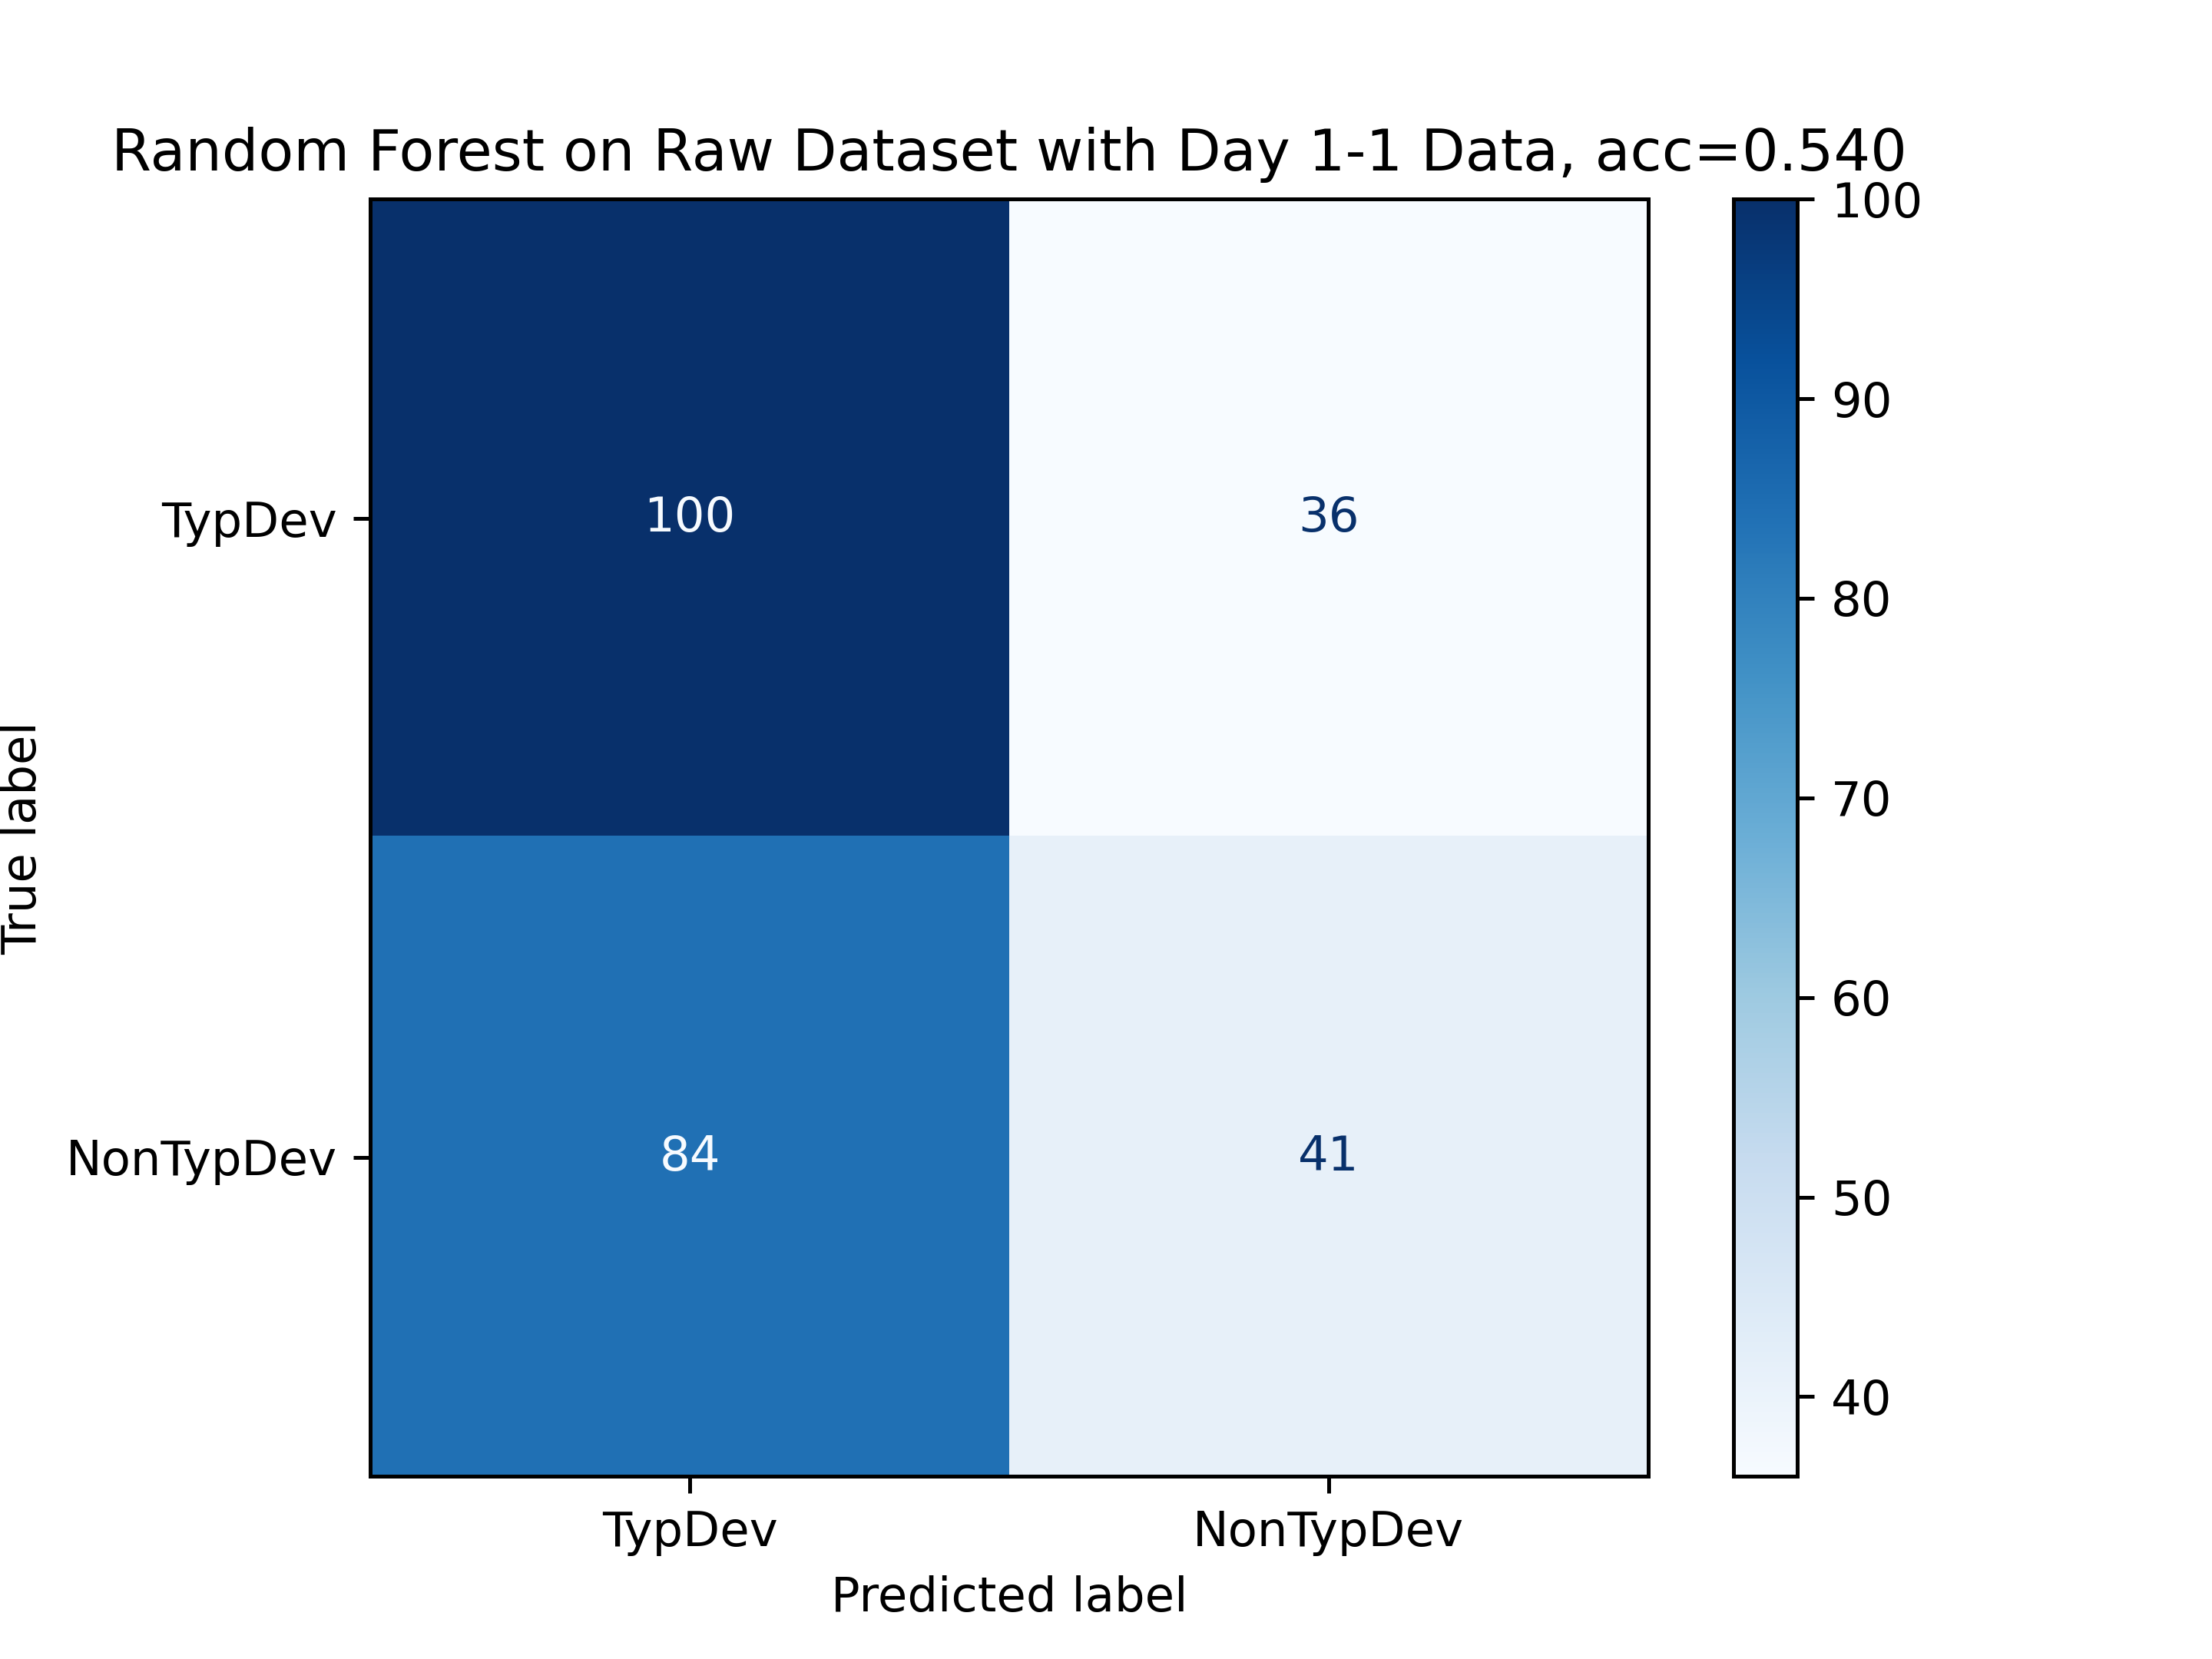 Random Forest on Raw Dataset with Day 1-1 Data, acc=0.540
True label
TypDev
NonTypDev
100
36
84
41
TypDev
NonTypDev
Predicted label
100
90
80
70
60
50
40